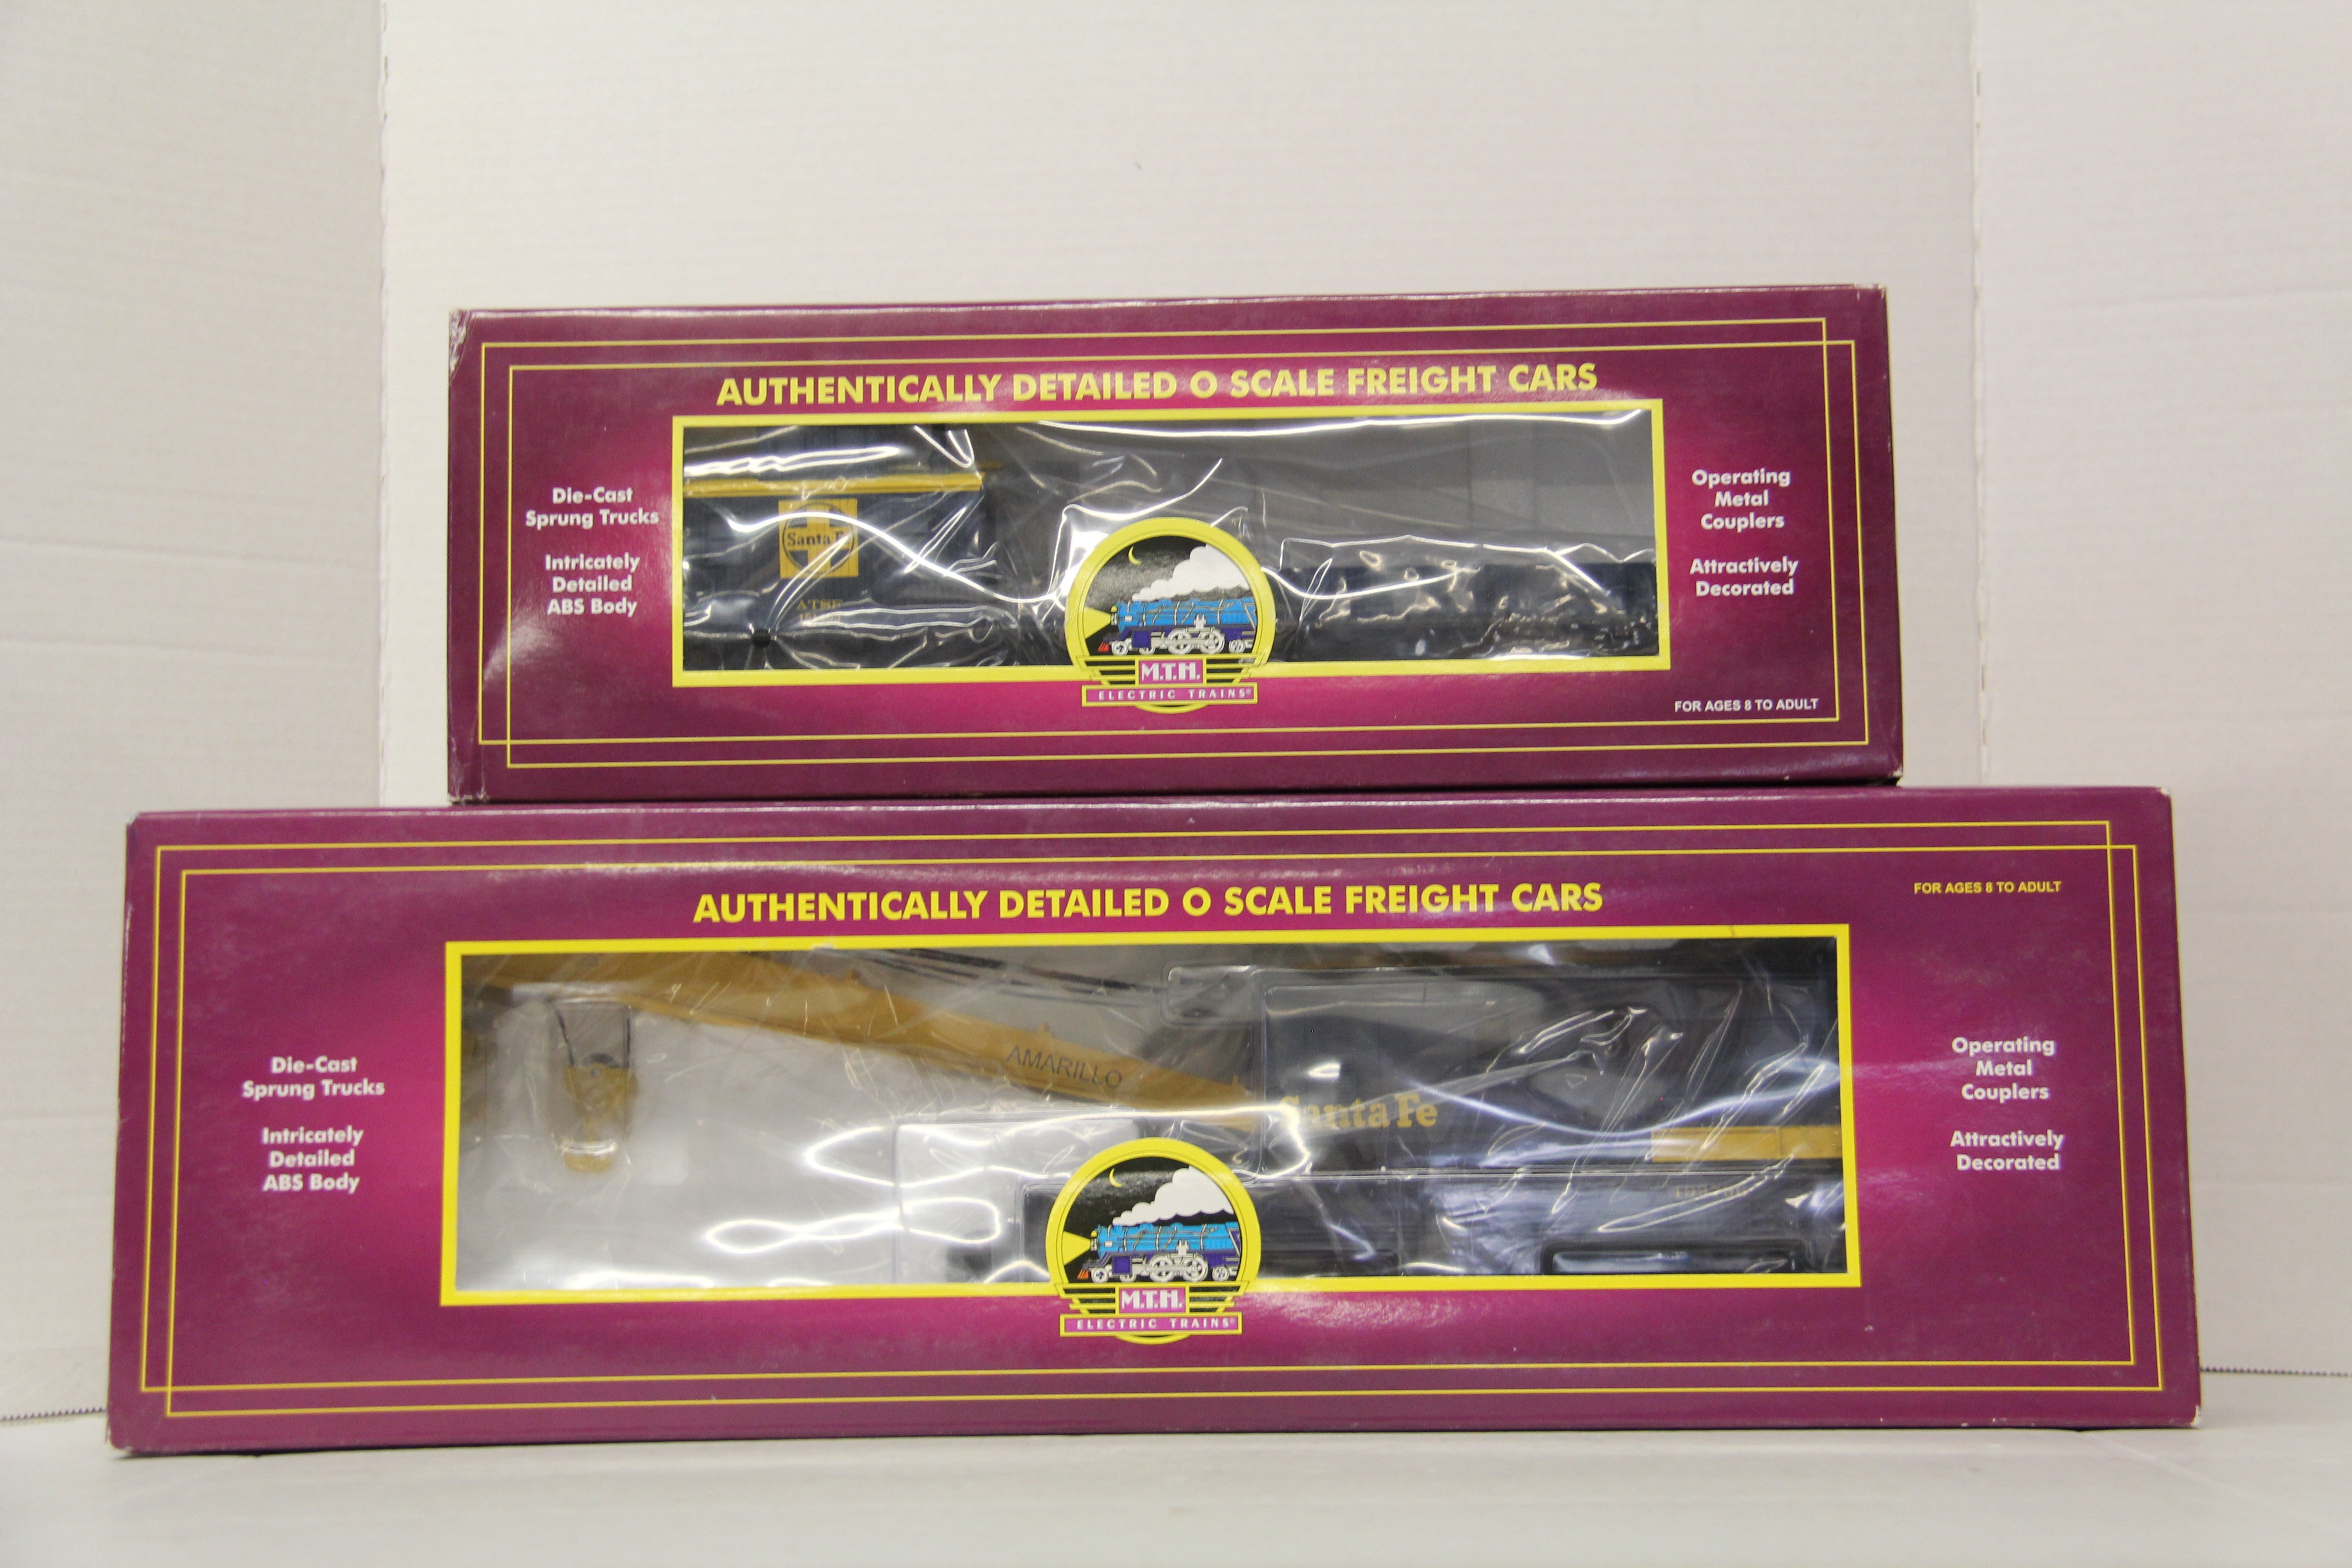 AUTHENTICALLY DETAILED O SCALE FREIGHT CARS
Die-Cast
Sprung Trucks
Intricately
Detailed
ABS Body
Santa Fe
ATSF
Operating
Metal
Couplers
Attractively
Decorated
M.T.H.
ELECTRIC TRAINS®
FOR AGES 8 TO ADULT
AUTHENTICALLY DETAILED O SCALE FREIGHT CARS
FOR AGES 8 TO ADULT
Die-Cast
Sprung Trucks
Intricately
Detailed
ABS Body
AMARILLO
Santa Fe
Operating
Metal
Couplers
Attractively
Decorated
M.T.H.
ELECTRIC TRAINS®